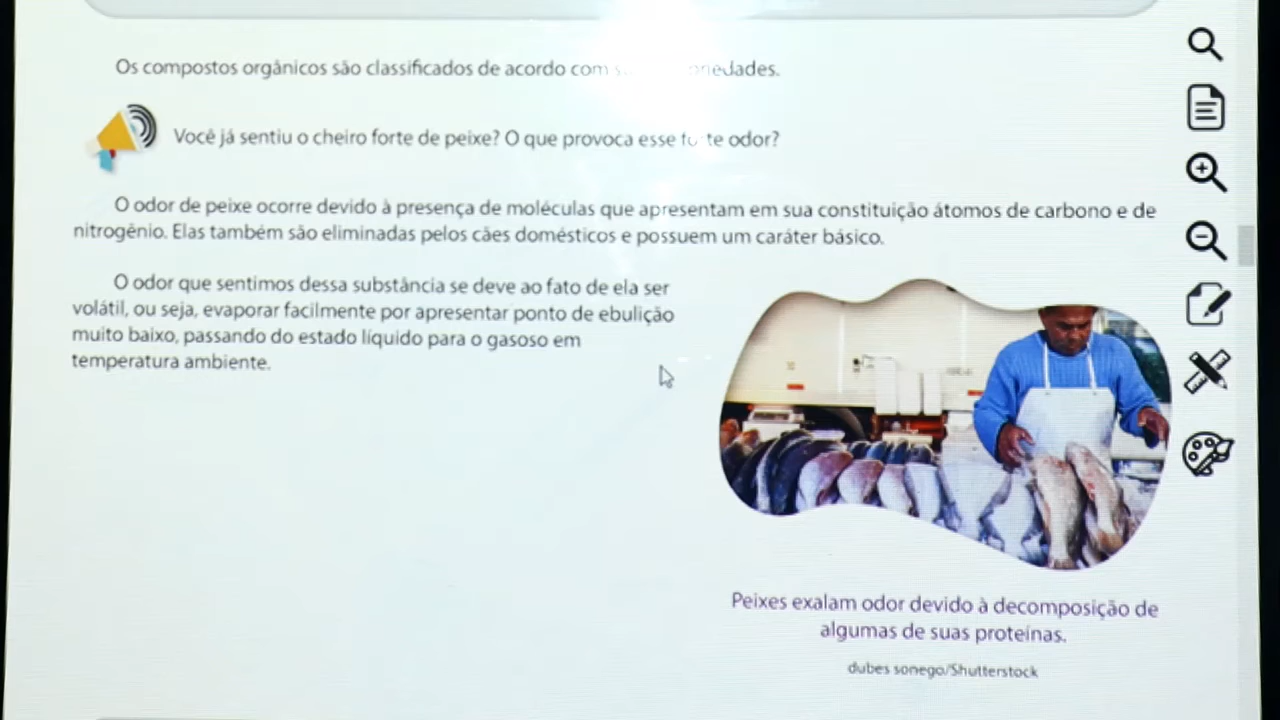 Os compostos orgânicos são classificados de acordo com
Você já sentiu o cheiro forte de peixe? O que provoca esse odor?
O odor de peixe ocorre devido à presença de moléculas que apresentam em sua constituição átomos de carbono e de
nitrogênio. Elas também são eliminadas pelos cães domésticos e possuem um caráter básico.
O odor que sentimos dessa substância se deve ao fato de ela ser
volátil, ou seja, evaporar facilmente por apresentar ponto de ebulição
muito baixo, passando do estado líquido para o gasoso em
temperatura ambiente.
Peixes exalam odor devido à decomposição de
algumas de suas proteínas.
dubes sonego/Shutterstock